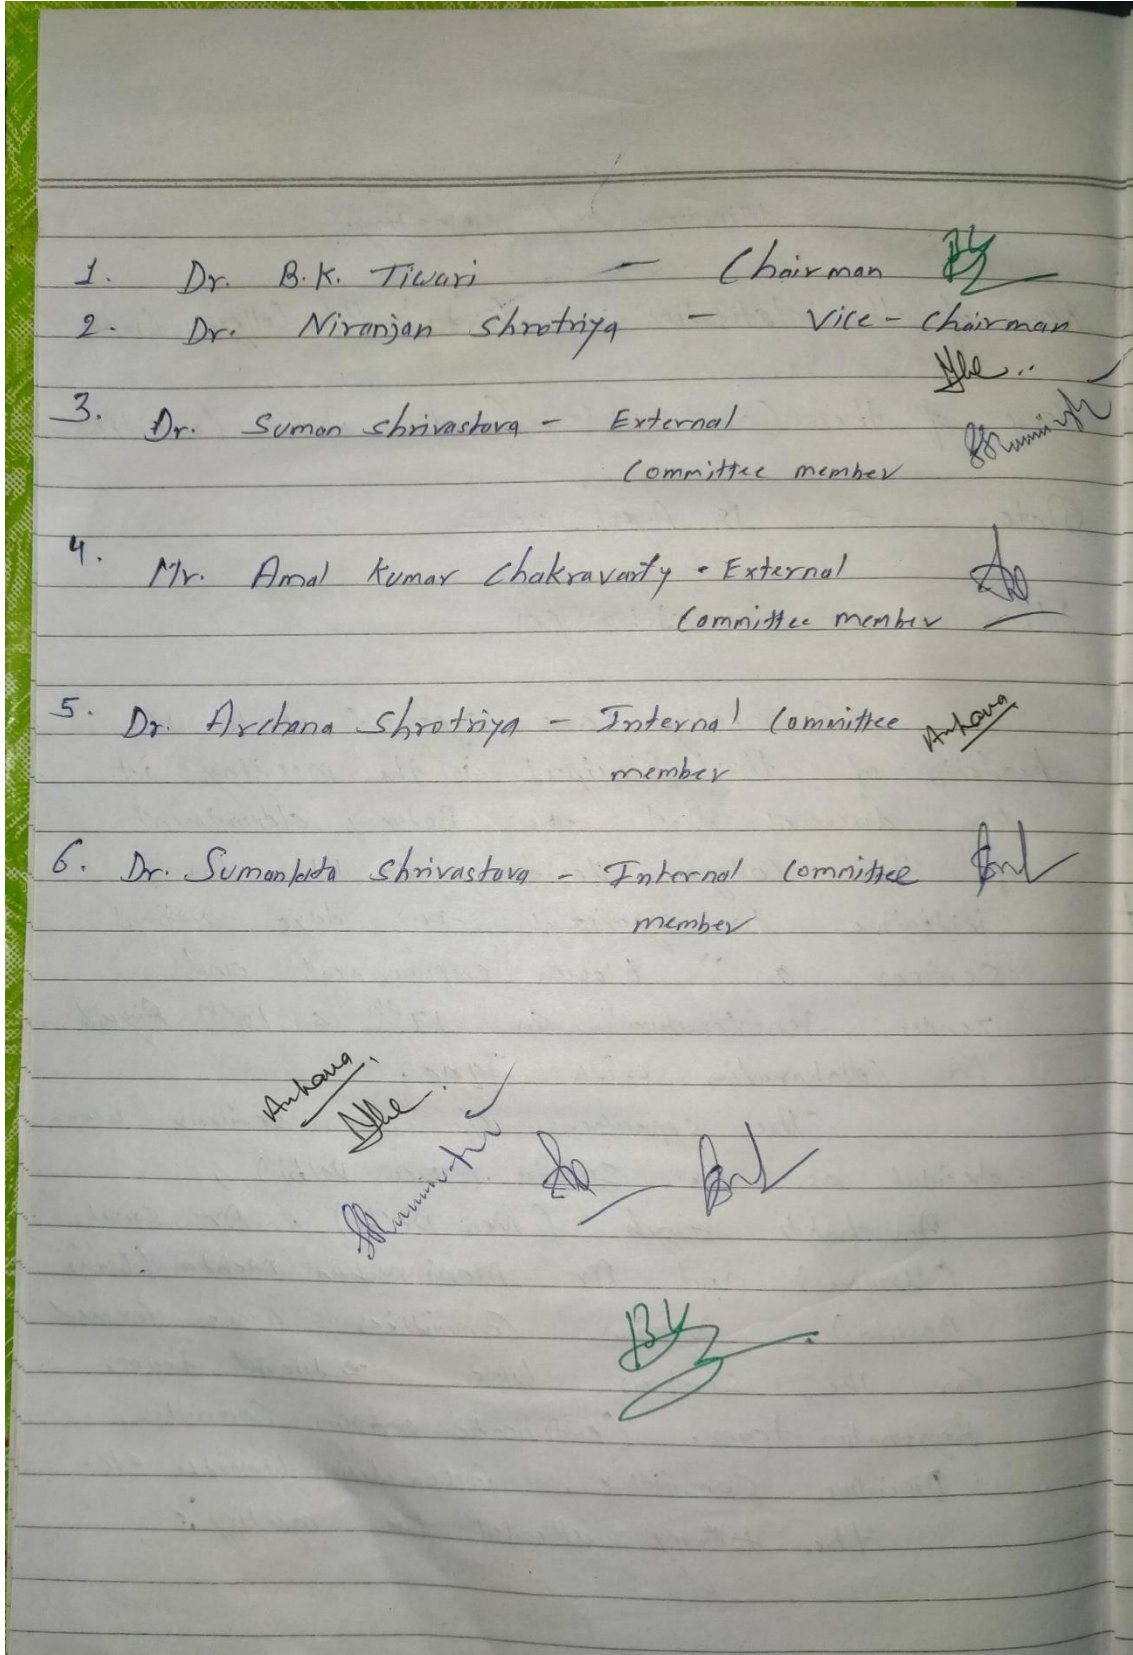 1. Dr. B.K. Tiwari — Chairman BK
2. Dr. Niranjan Shrotriya — Vice-Chairman
3. Dr. Suman Shrivastava - External
Committee member
4. Mr. Amal Kumar Chakravarty - External
Committee member
5. Dr. Archana Shrotriya - Internal Committee
member
6. Dr. Sumanlata Shrivastava - Internal Committee
member
BK